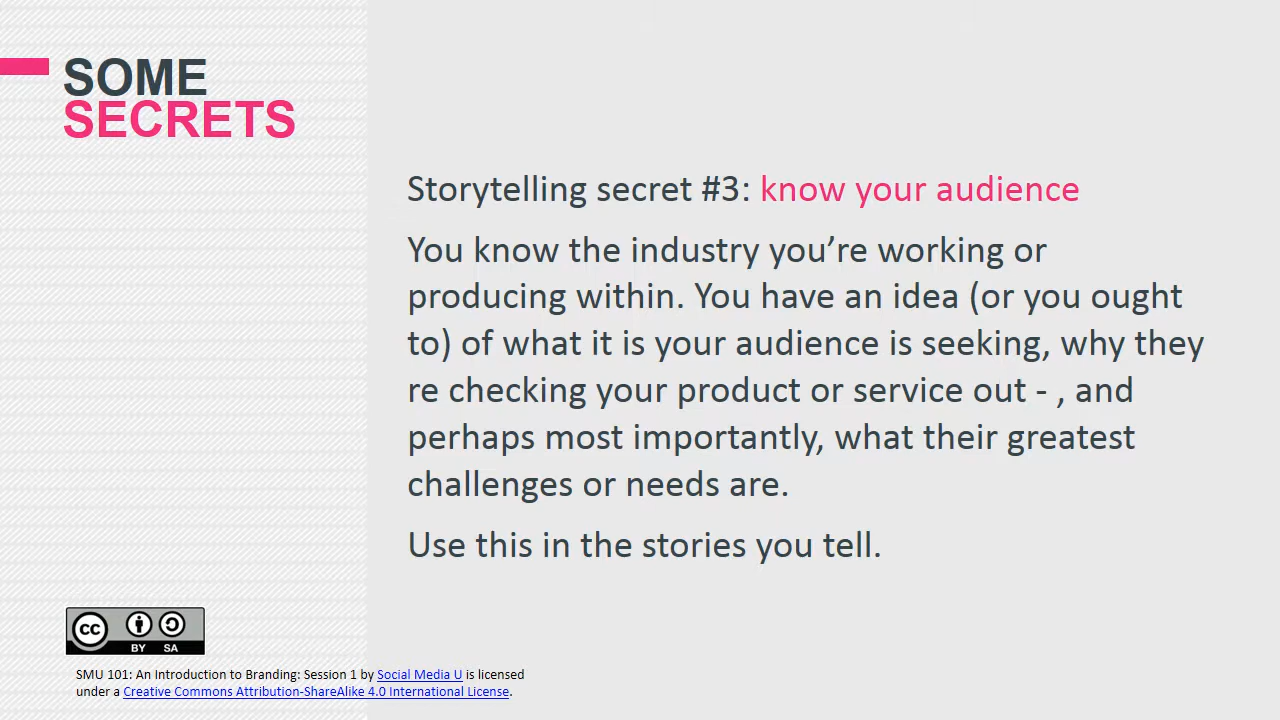 SOME
SECRETS
Storytelling secret #3: know your audience
You know the industry you’re working or
producing within. You have an idea (or you ought
to) of what it is your audience is seeking, why they
re checking your product or service out - , and
perhaps most importantly, what their greatest
challenges or needs are.
Use this in the stories you tell.
CC
BY SA
SMU 101: An Introduction to Branding: Session 1 by Social Media U is licensed
under a Creative Commons Attribution-ShareAlike 4.0 International License.